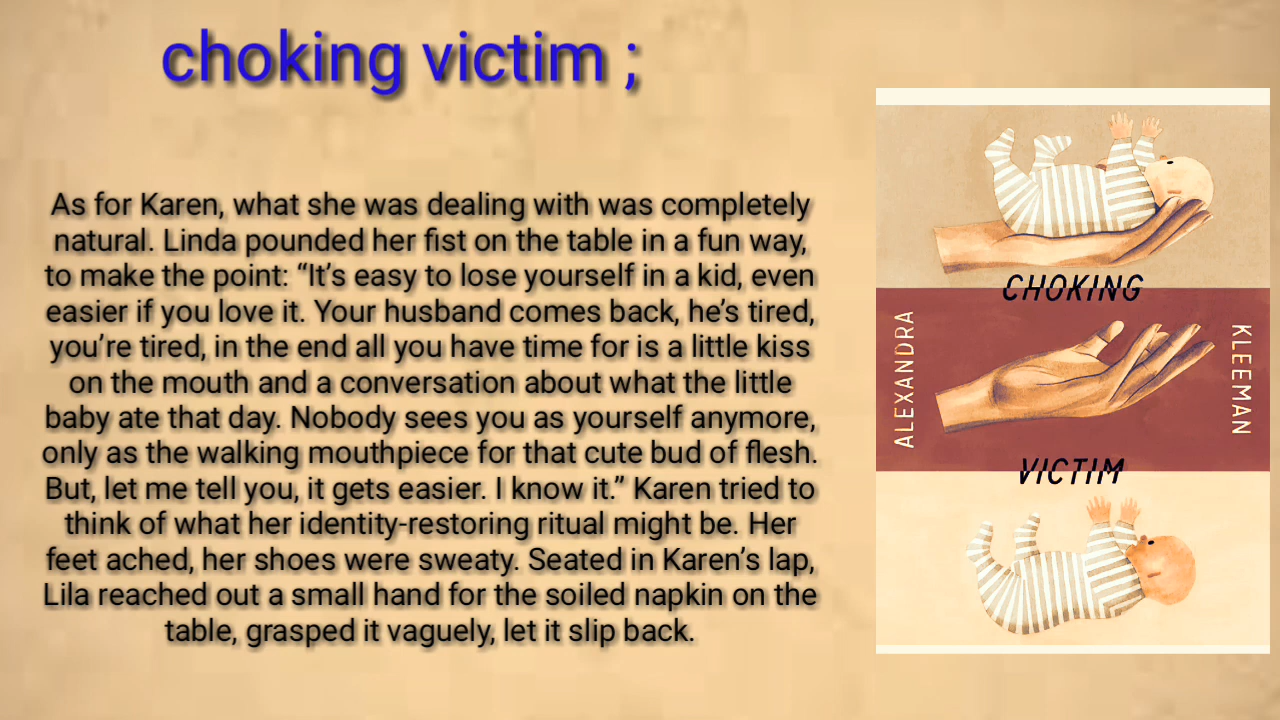 choking victim ;
As for Karen, what she was dealing with was completely
natural. Linda pounded her fist on the table in a fun way,
to make the point: “It’s easy to lose yourself in a kid, even
easier if you love it. Your husband comes back, he’s tired,
you’re tired, in the end all you have time for is a little kiss
on the mouth and a conversation about what the little
baby ate that day. Nobody sees you as yourself anymore,
only as the walking mouthpiece for that cute bud of flesh.
But, let me tell you, it gets easier. I know it.” Karen tried to
think of what her identity-restoring ritual might be. Her
feet ached, her shoes were sweaty. Seated in Karen’s lap,
Lila reached out a small hand for the soiled napkin on the
table, grasped it vaguely, let it slip back.
CHOKING
ALEXANDRA
KLEEMAN
VICTIM